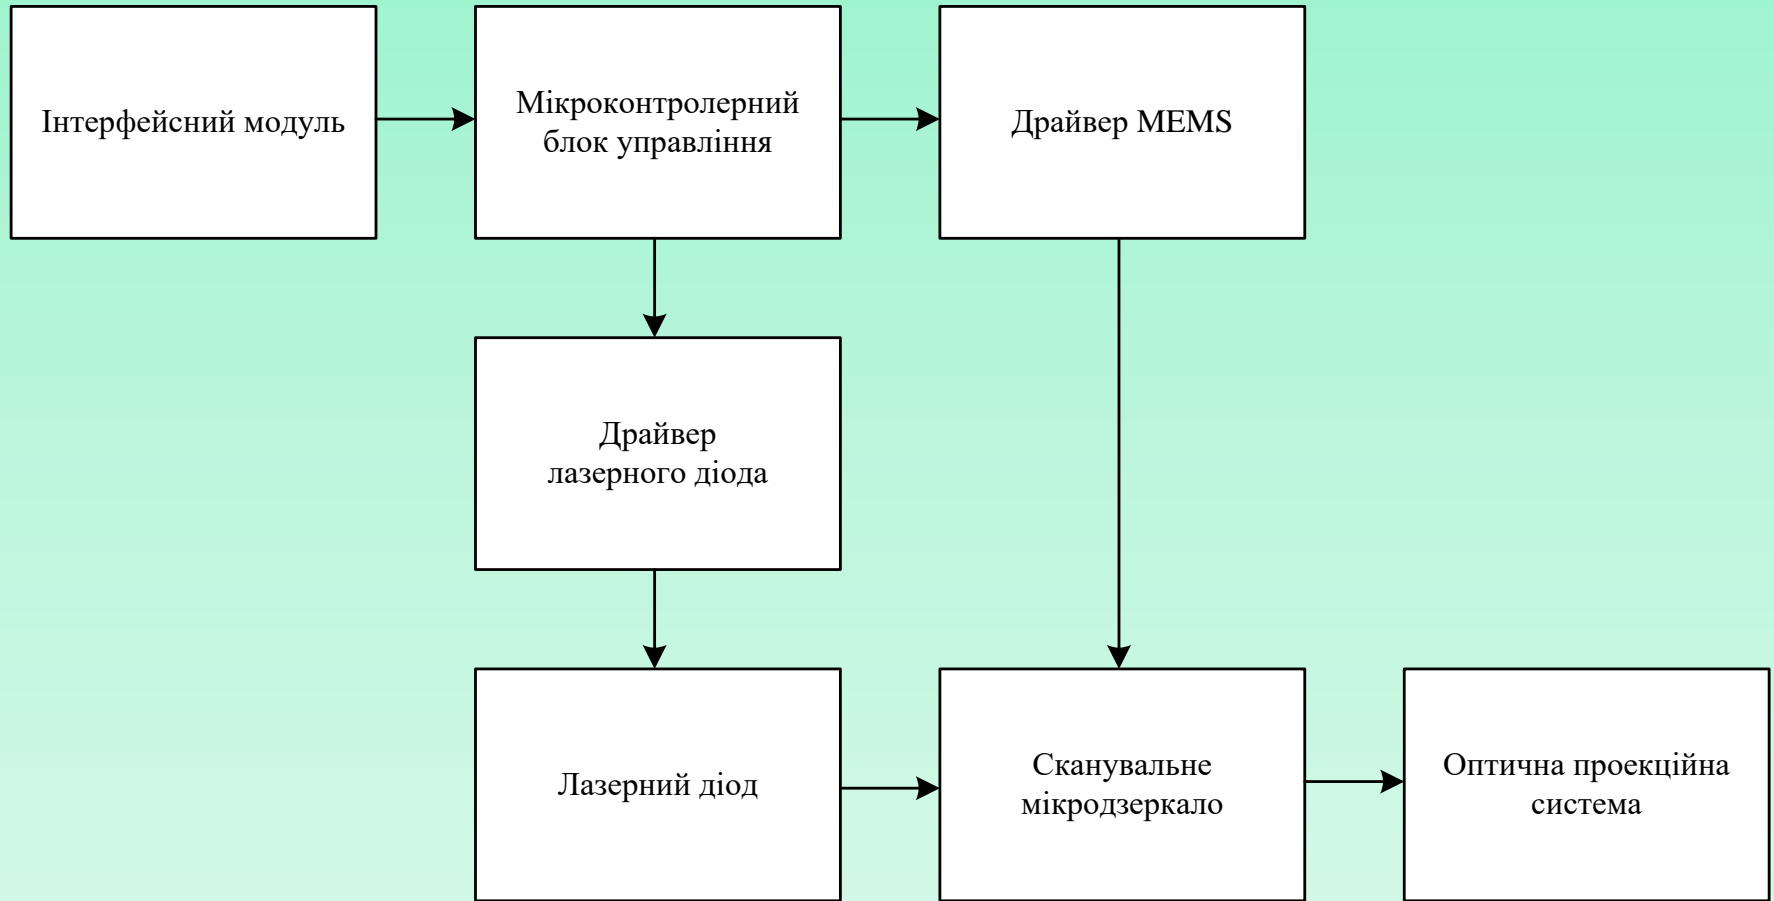 Інтерфейсний модуль
Мікроконтролерний
блок управління
Драйвер MEMS
Драйвер
лазерного діода
Лазерний діод
Сканувальне
мікродзеркало
Оптична проекційна
система